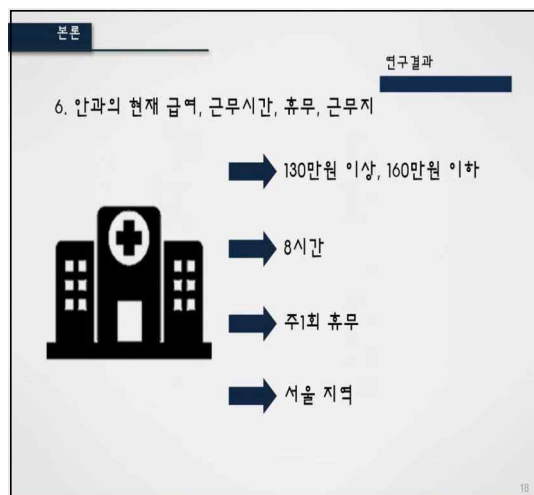 본론
연구결과
6. 안과의 현재 급여, 근무시간, 휴무, 근무지
130만원 이상, 160만원 이하
8시간
주1회 휴무
서울 지역
18